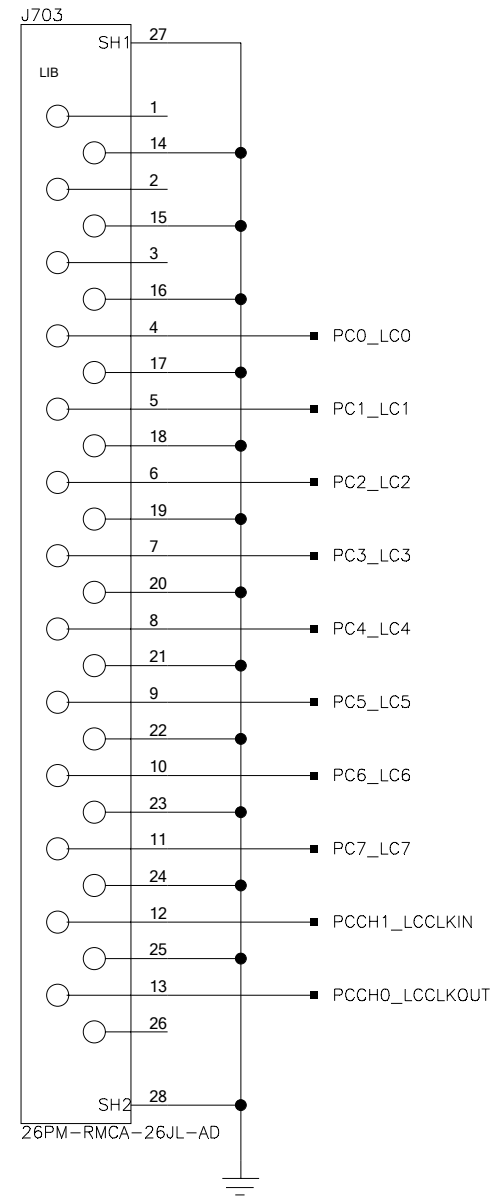 J703
SH1 27
LIB
1
14
2
15
3
16
4 PC0_LC0
17
5 PC1_LC1
18
6 PC2_LC2
19
7 PC3_LC3
20
8 PC4_LC4
21
9 PC5_LC5
22
10 PC6_LC6
23
11 PC7_LC7
24
12 PCCH1_LCCLKIN
25
13 PCCH0_LCCLKOUT
26
SH2 28
26PM-RMCA-26JL-AD